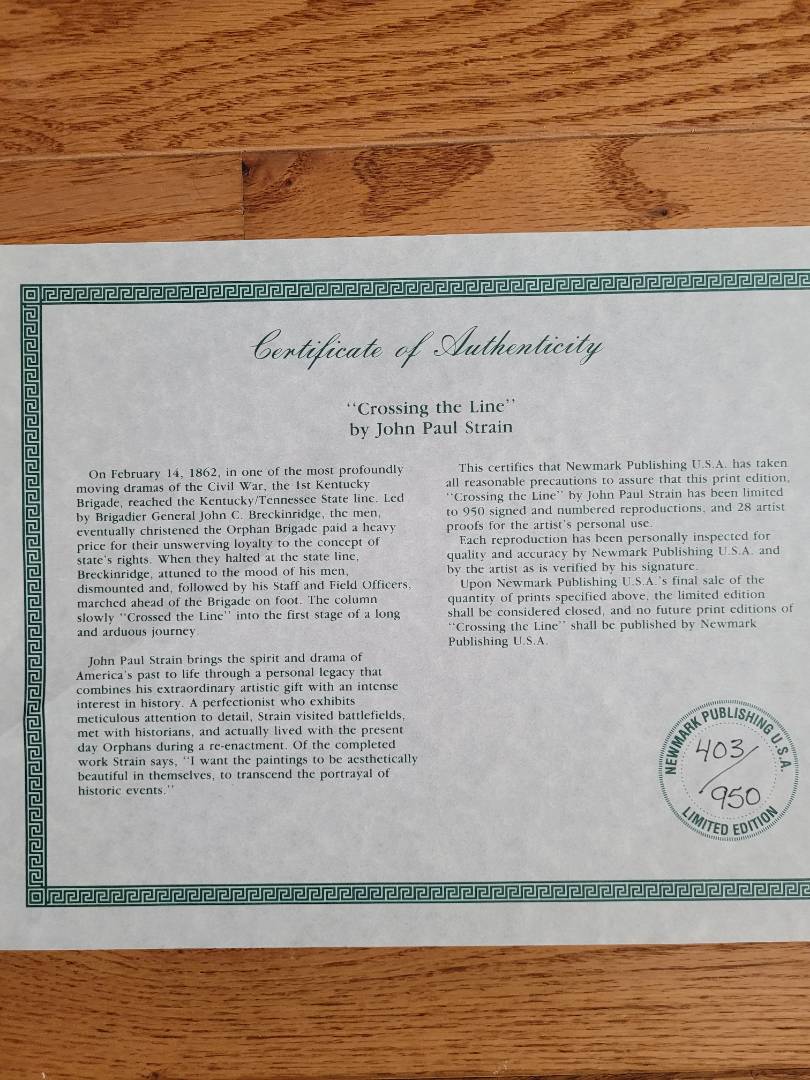 Certificate of Authenticity
"Crossing the Line"
by John Paul Strain
On February 14, 1862, in one of the most profoundly
moving dramas of the Civil War, the 1st Kentucky
Brigade, reached the Kentucky/Tennessee State line. Led
by Brigadier General John C. Breckinridge, the men,
eventually christened the Orphan Brigade paid a heavy
price for their unswerving loyalty to the concept of
state's rights. When they halted at the state line,
Breckinridge, attuned to the mood of his men,
dismounted and, followed by his Staff and Field Officers,
marched ahead of the Brigade on foot. The column
slowly "Crossed the Line" into the first stage of a long
and arduous journey.
John Paul Strain brings the spirit and drama of
America's past to life through a personal legacy that
combines his extraordinary artistic gift with an intense
interest in history. A perfectionist who exhibits
meticulous attention to detail, Strain visited battlefields,
met with historians, and actually lived with the present
day Orphans during a re-enactment. Of the completed
work Strain says, "I want the paintings to be aesthetically
beautiful in themselves, to transcend the portrayal of
historic events."
This certifies that Newmark Publishing U.S.A. has taken
all reasonable precautions to assure that this print edition,
"Crossing the Line" by John Paul Strain has been limited
to 950 signed and numbered reproductions, and 28 artist
proofs for the artist's personal use.
Each reproduction has been personally inspected for
quality and accuracy by Newmark Publishing U.S.A. and
by the artist as is verified by his signature.
Upon Newmark Publishing U.S.A.'s final sale of the
quantity of prints specified above, the limited edition
shall be considered closed, and no future print editions of
"Crossing the Line" shall be published by Newmark
Publishing U.S.A.
NEWMARK PUBLISHING U.S.A.
403/
950
LIMITED EDITION